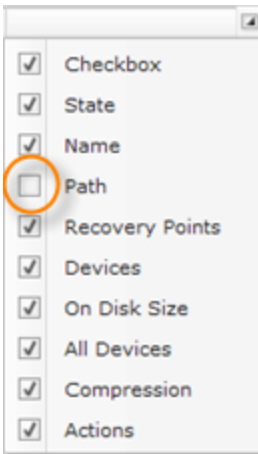 Checkbox
State
Name
Path
Recovery Points
Devices
On Disk Size
All Devices
Compression
Actions